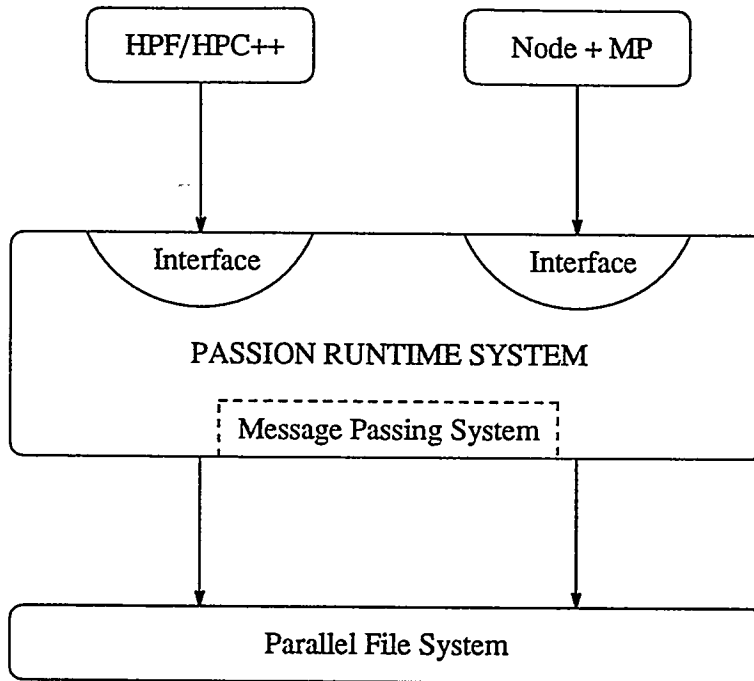 HPF/HPC++
Node + MP
Interface
Interface
PASSION RUNTIME SYSTEM
Message Passing System
Parallel File System